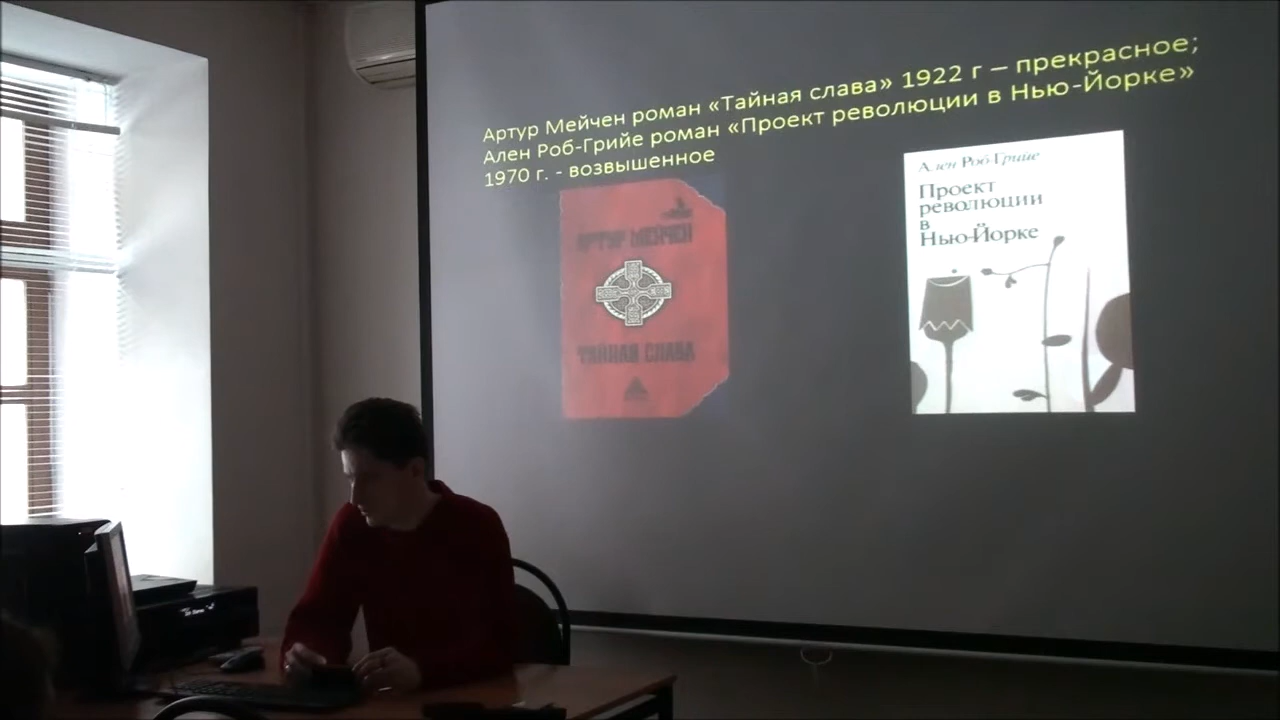 Артур Мейчен роман «Тайная слава» 1922 г – прекрасное;
Ален Роб-Грийе роман «Проект революции в Нью-Йорке»
1970 г. - возвышенное
АРТУР МЕЙЧЕН
ТАЙНАЯ СЛАВА
Ален Роб-Грийе
Проект
революции
в
Нью-Йорке